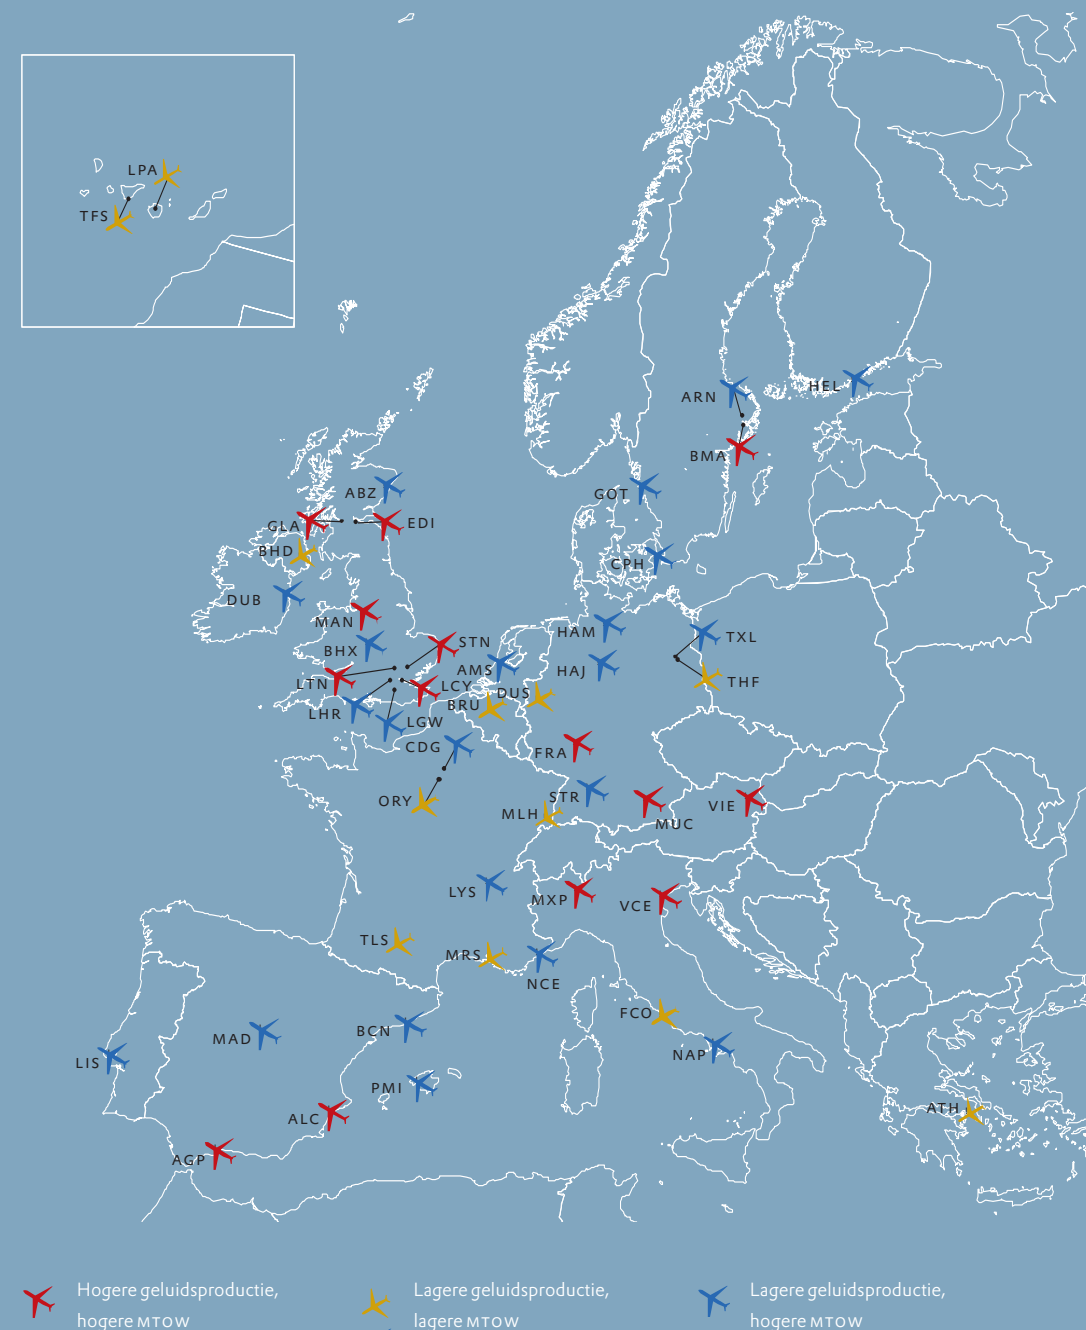 LPA
TFS
ARN
HEL
BMA
ABZ
GOT
GLA
EDI
BHD
CPH
DUB
MAN
HAM
TXL
BHX
STN
AMS
HAJ
LTN
LCY
DUS
THF
LHR
BRU
LGW
CDG
FRA
ORY
STR
MLH
MUC
VIE
LYS
MXP
VCE
TLS
MRS
NCE
FCO
MAD
BCN
NAP
LIS
PMI
ALC
ATH
AGP
Hogere geluidsproductie,
hogere MTOW
Lagere geluidsproductie,
lagere MTOW
Lagere geluidsproductie,
hogere MTOW